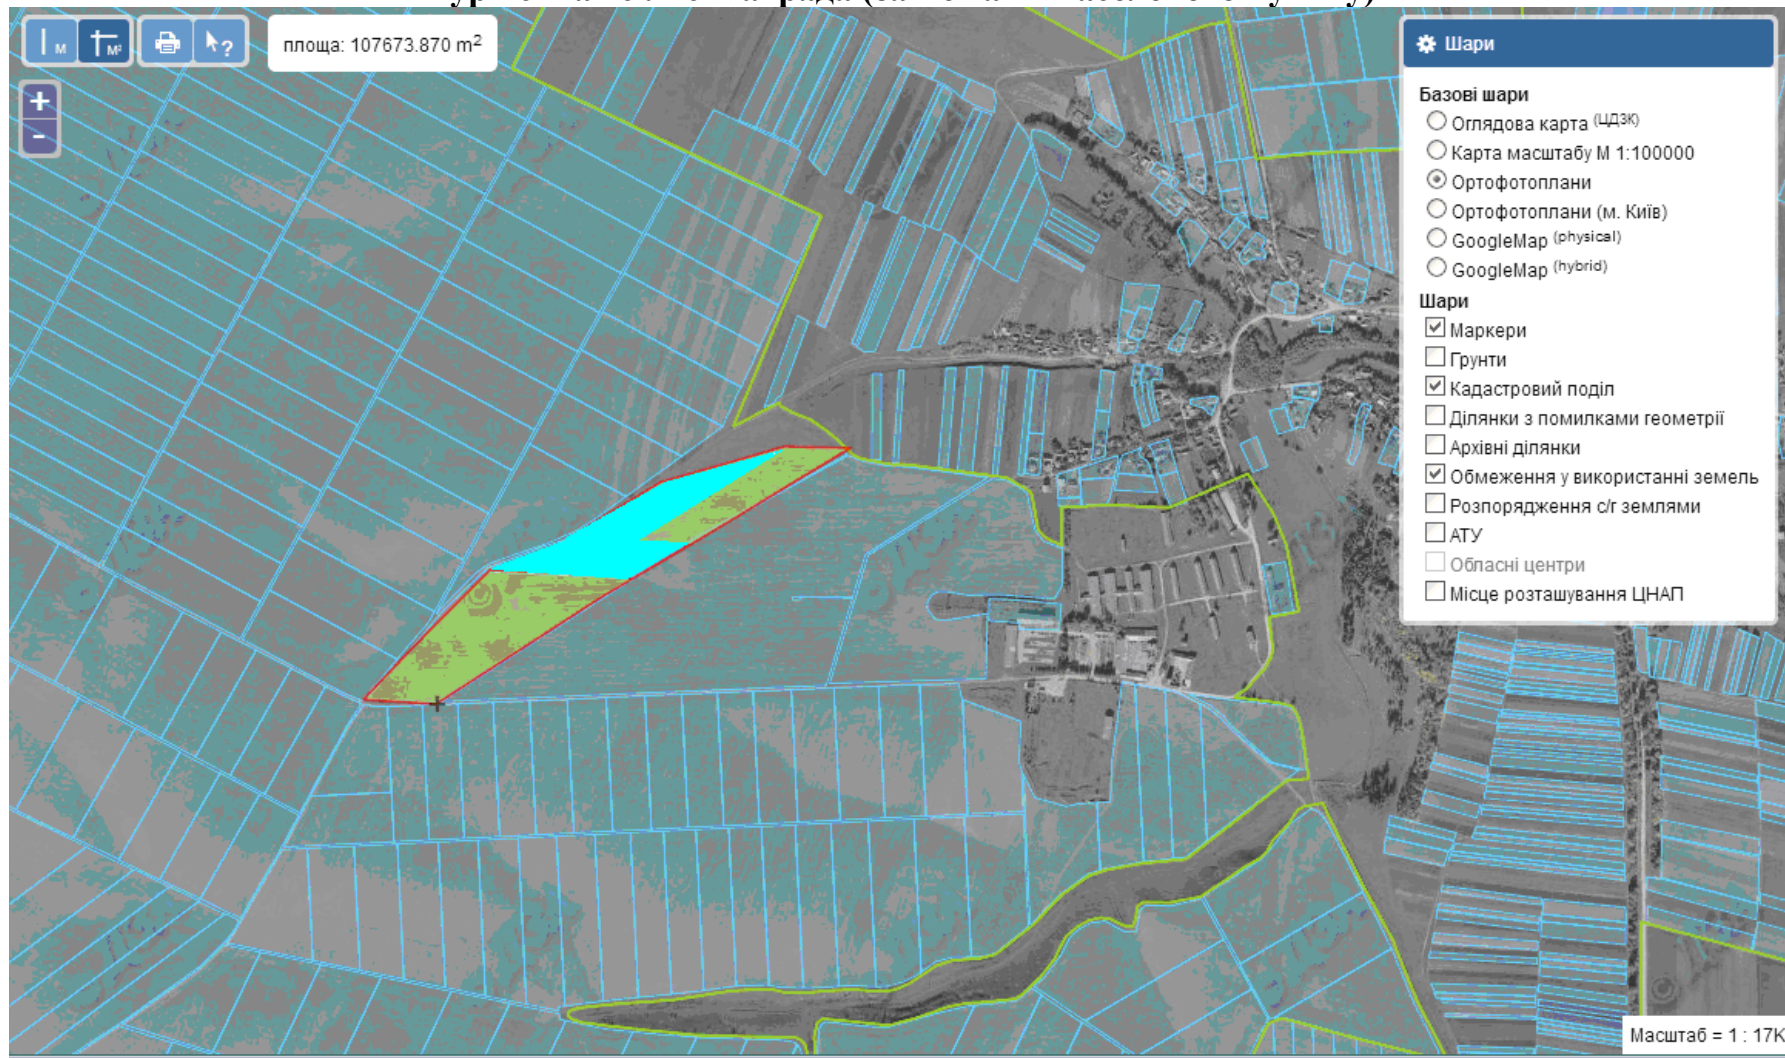 площа: 107673.870 m²
м
м²
?
+
-
Шари
Базові шари
Оглядова карта (ЦДЗК)
Карта масштабу М 1:100000
Ортофотоплани
Ортофотоплани (м. Київ)
GoogleMap (physical)
GoogleMap (hybrid)
Шари
Маркери
Грунти
Кадастровий поділ
Ділянки з помилками геометрії
Архівні ділянки
Обмеження у використанні земель
Розпорядження с/г землями
АТУ
Обласні центри
Місце розташування ЦНАП
Масштаб = 1 : 17K